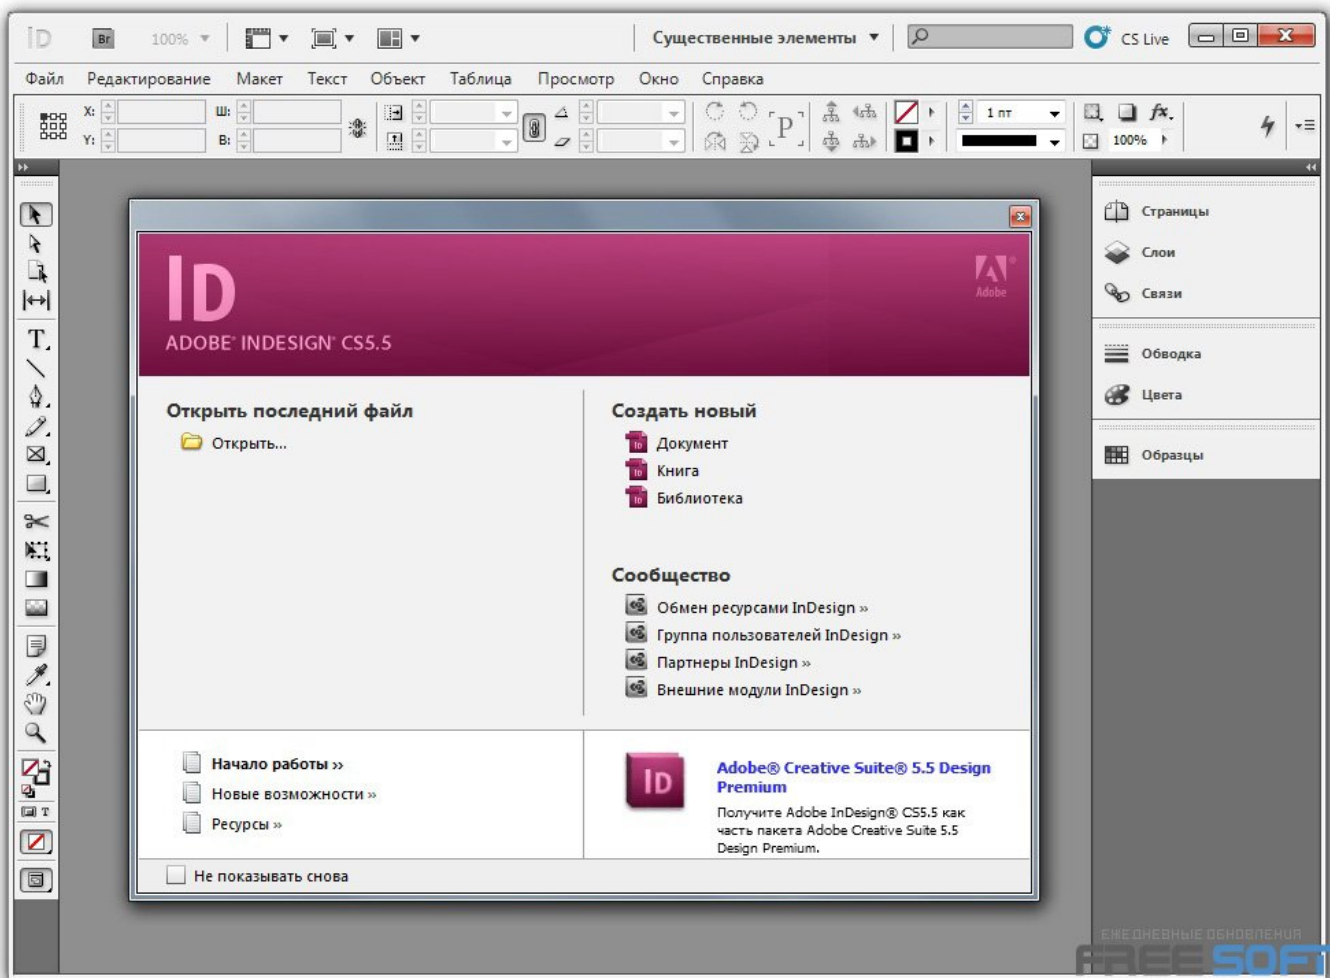 ID Br 100% Существенные элементы CS Live
Файл Редактирование Макет Текст Объект Таблица Просмотр Окно Справка
X: Ш: 1 пт fx.
Y: В: P 100%
Страницы
Слои
Связи
Обводка
Цвета
Образцы
T
ID
Adobe
ADOBE® INDESIGN® CS5.5
Открыть последний файл
Открыть...
Создать новый
Документ
Книга
Библиотека
Сообщество
Обмен ресурсами InDesign »
Группа пользователей InDesign »
Партнеры InDesign »
Внешние модули InDesign »
Начало работы »
Новые возможности »
Ресурсы »
ID
Adobe® Creative Suite® 5.5 Design
Premium
Получите Adobe InDesign® CS5.5 как
часть пакета Adobe Creative Suite 5.5
Design Premium.
Не показывать снова
ЕЖЕДНЕВНЫЕ ОБНОВЛЕНИЯ
FREESOFT